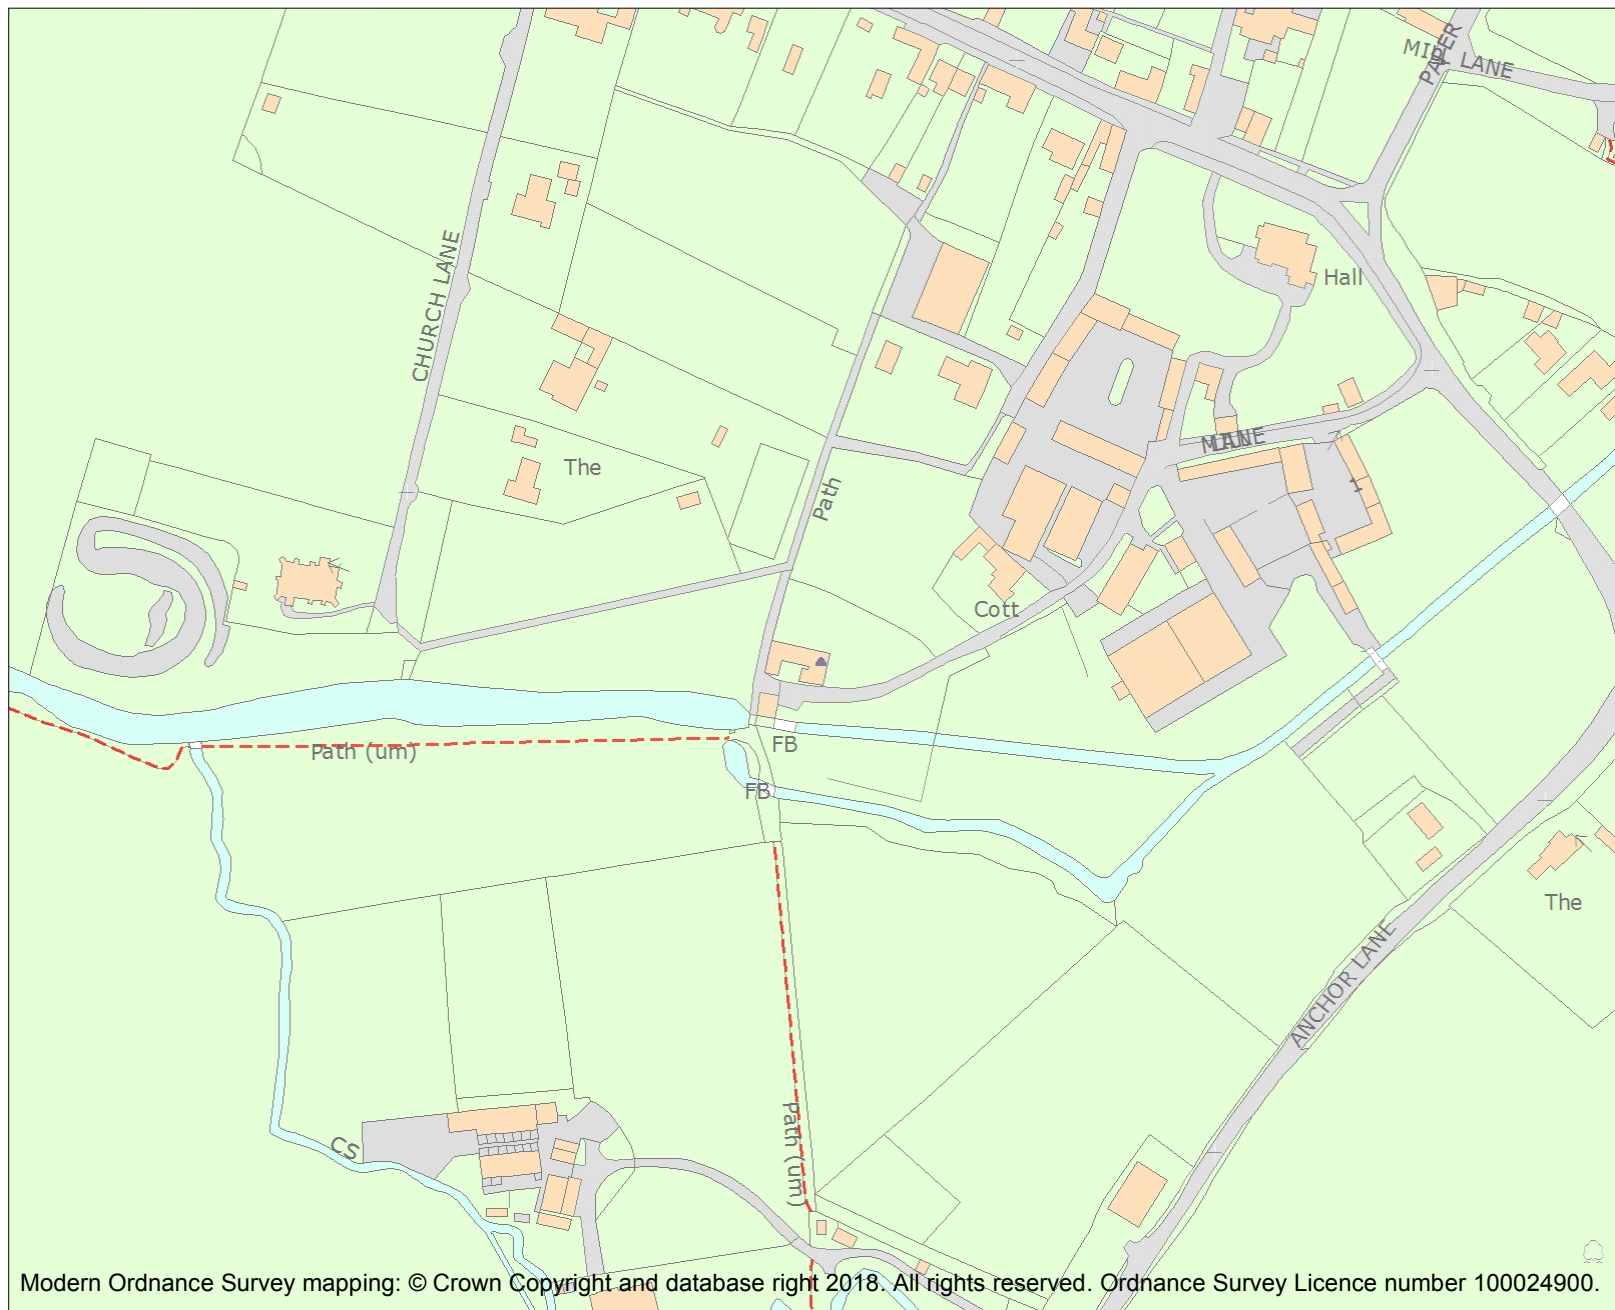 PAPER
MILL LANE
CHURCH LANE
Hall
MILL
LANE
The
Path
Cott
FB
Path (um)
FB
The
ANCHOR LANE
Path (um)
CS
Modern Ordnance Survey mapping: © Crown Copyright and database right 2018. All rights reserved. Ordnance Survey Licence number 100024900.